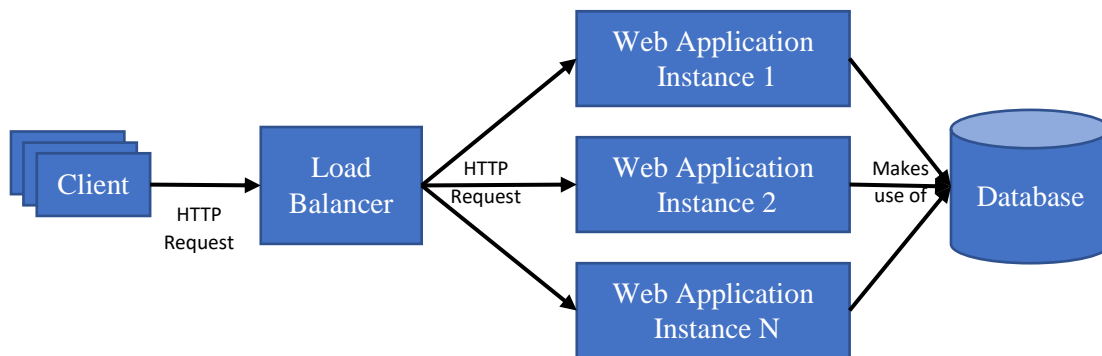 Client
HTTP
Request
Load
Balancer
HTTP
Request
Web Application
Instance 1
Web Application
Instance 2
Web Application
Instance N
Makes
use of
Database